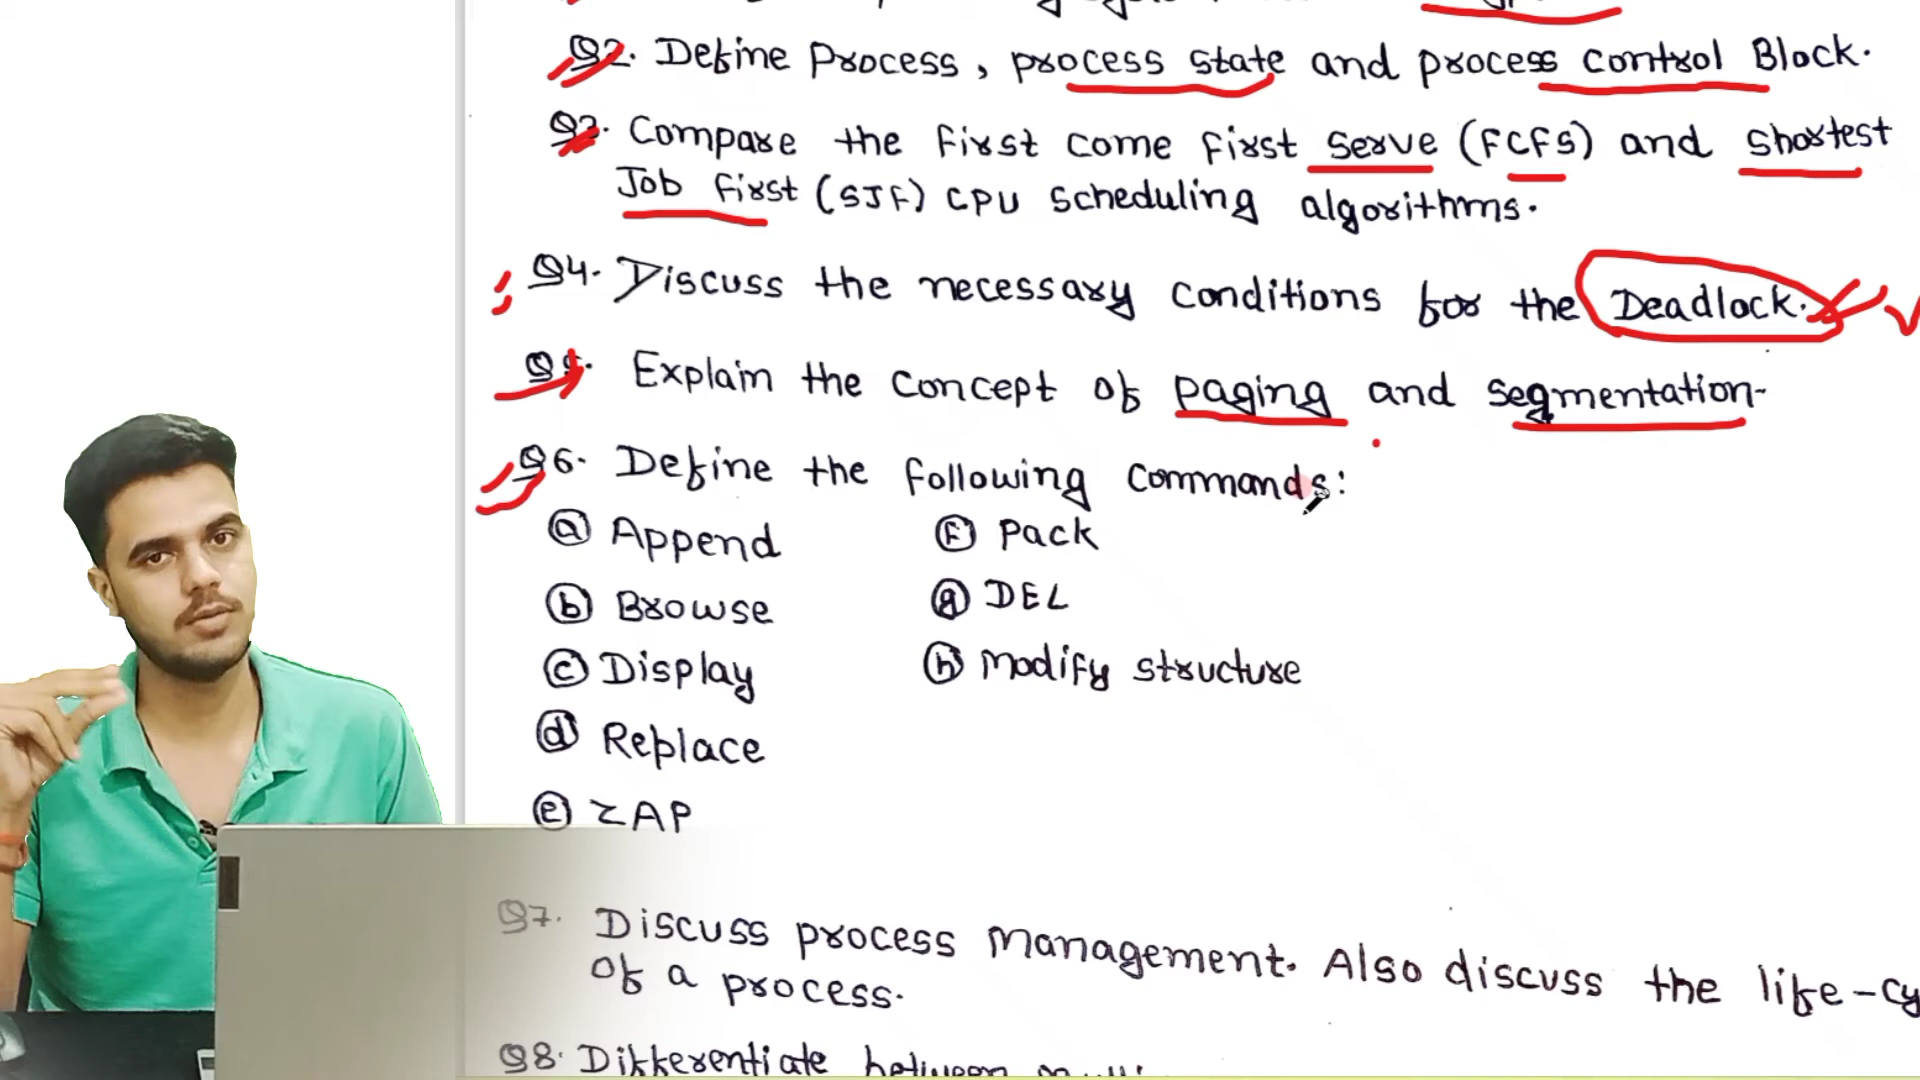 Q2. Define Process, process state and process control Block.
Q3. Compare the first come first serve (FCFS) and shortest
Job first (SJF) CPU scheduling algorithms.
Q4. Discuss the necessary conditions for the Deadlock.
Q5. Explain the concept of paging and segmentation.
Q6. Define the following commands:
(a) Append
(f) Pack
(b) Browse
(g) DEL
(c) Display
(h) Modify structure
(d) Replace
(e) ZAP
Q7. Discuss process Management. Also discuss the life-cy
of a process.
Q8. Differentiate between